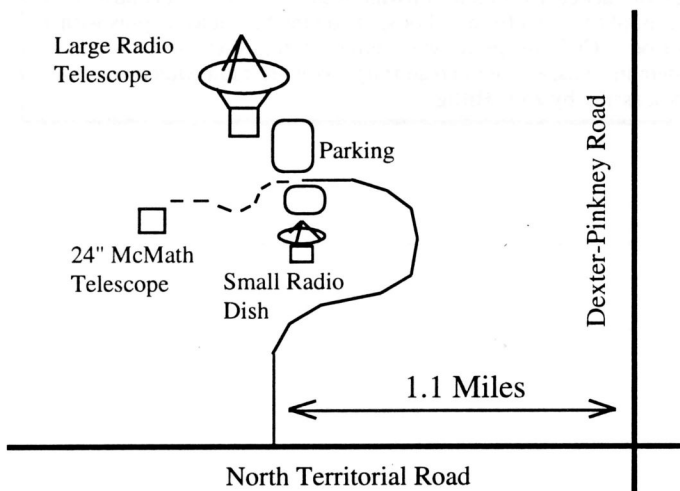 Large Radio
Telescope
Parking
Dexter-Pinkney Road
24" McMath
Telescope
Small Radio
Dish
1.1 Miles
North Territorial Road